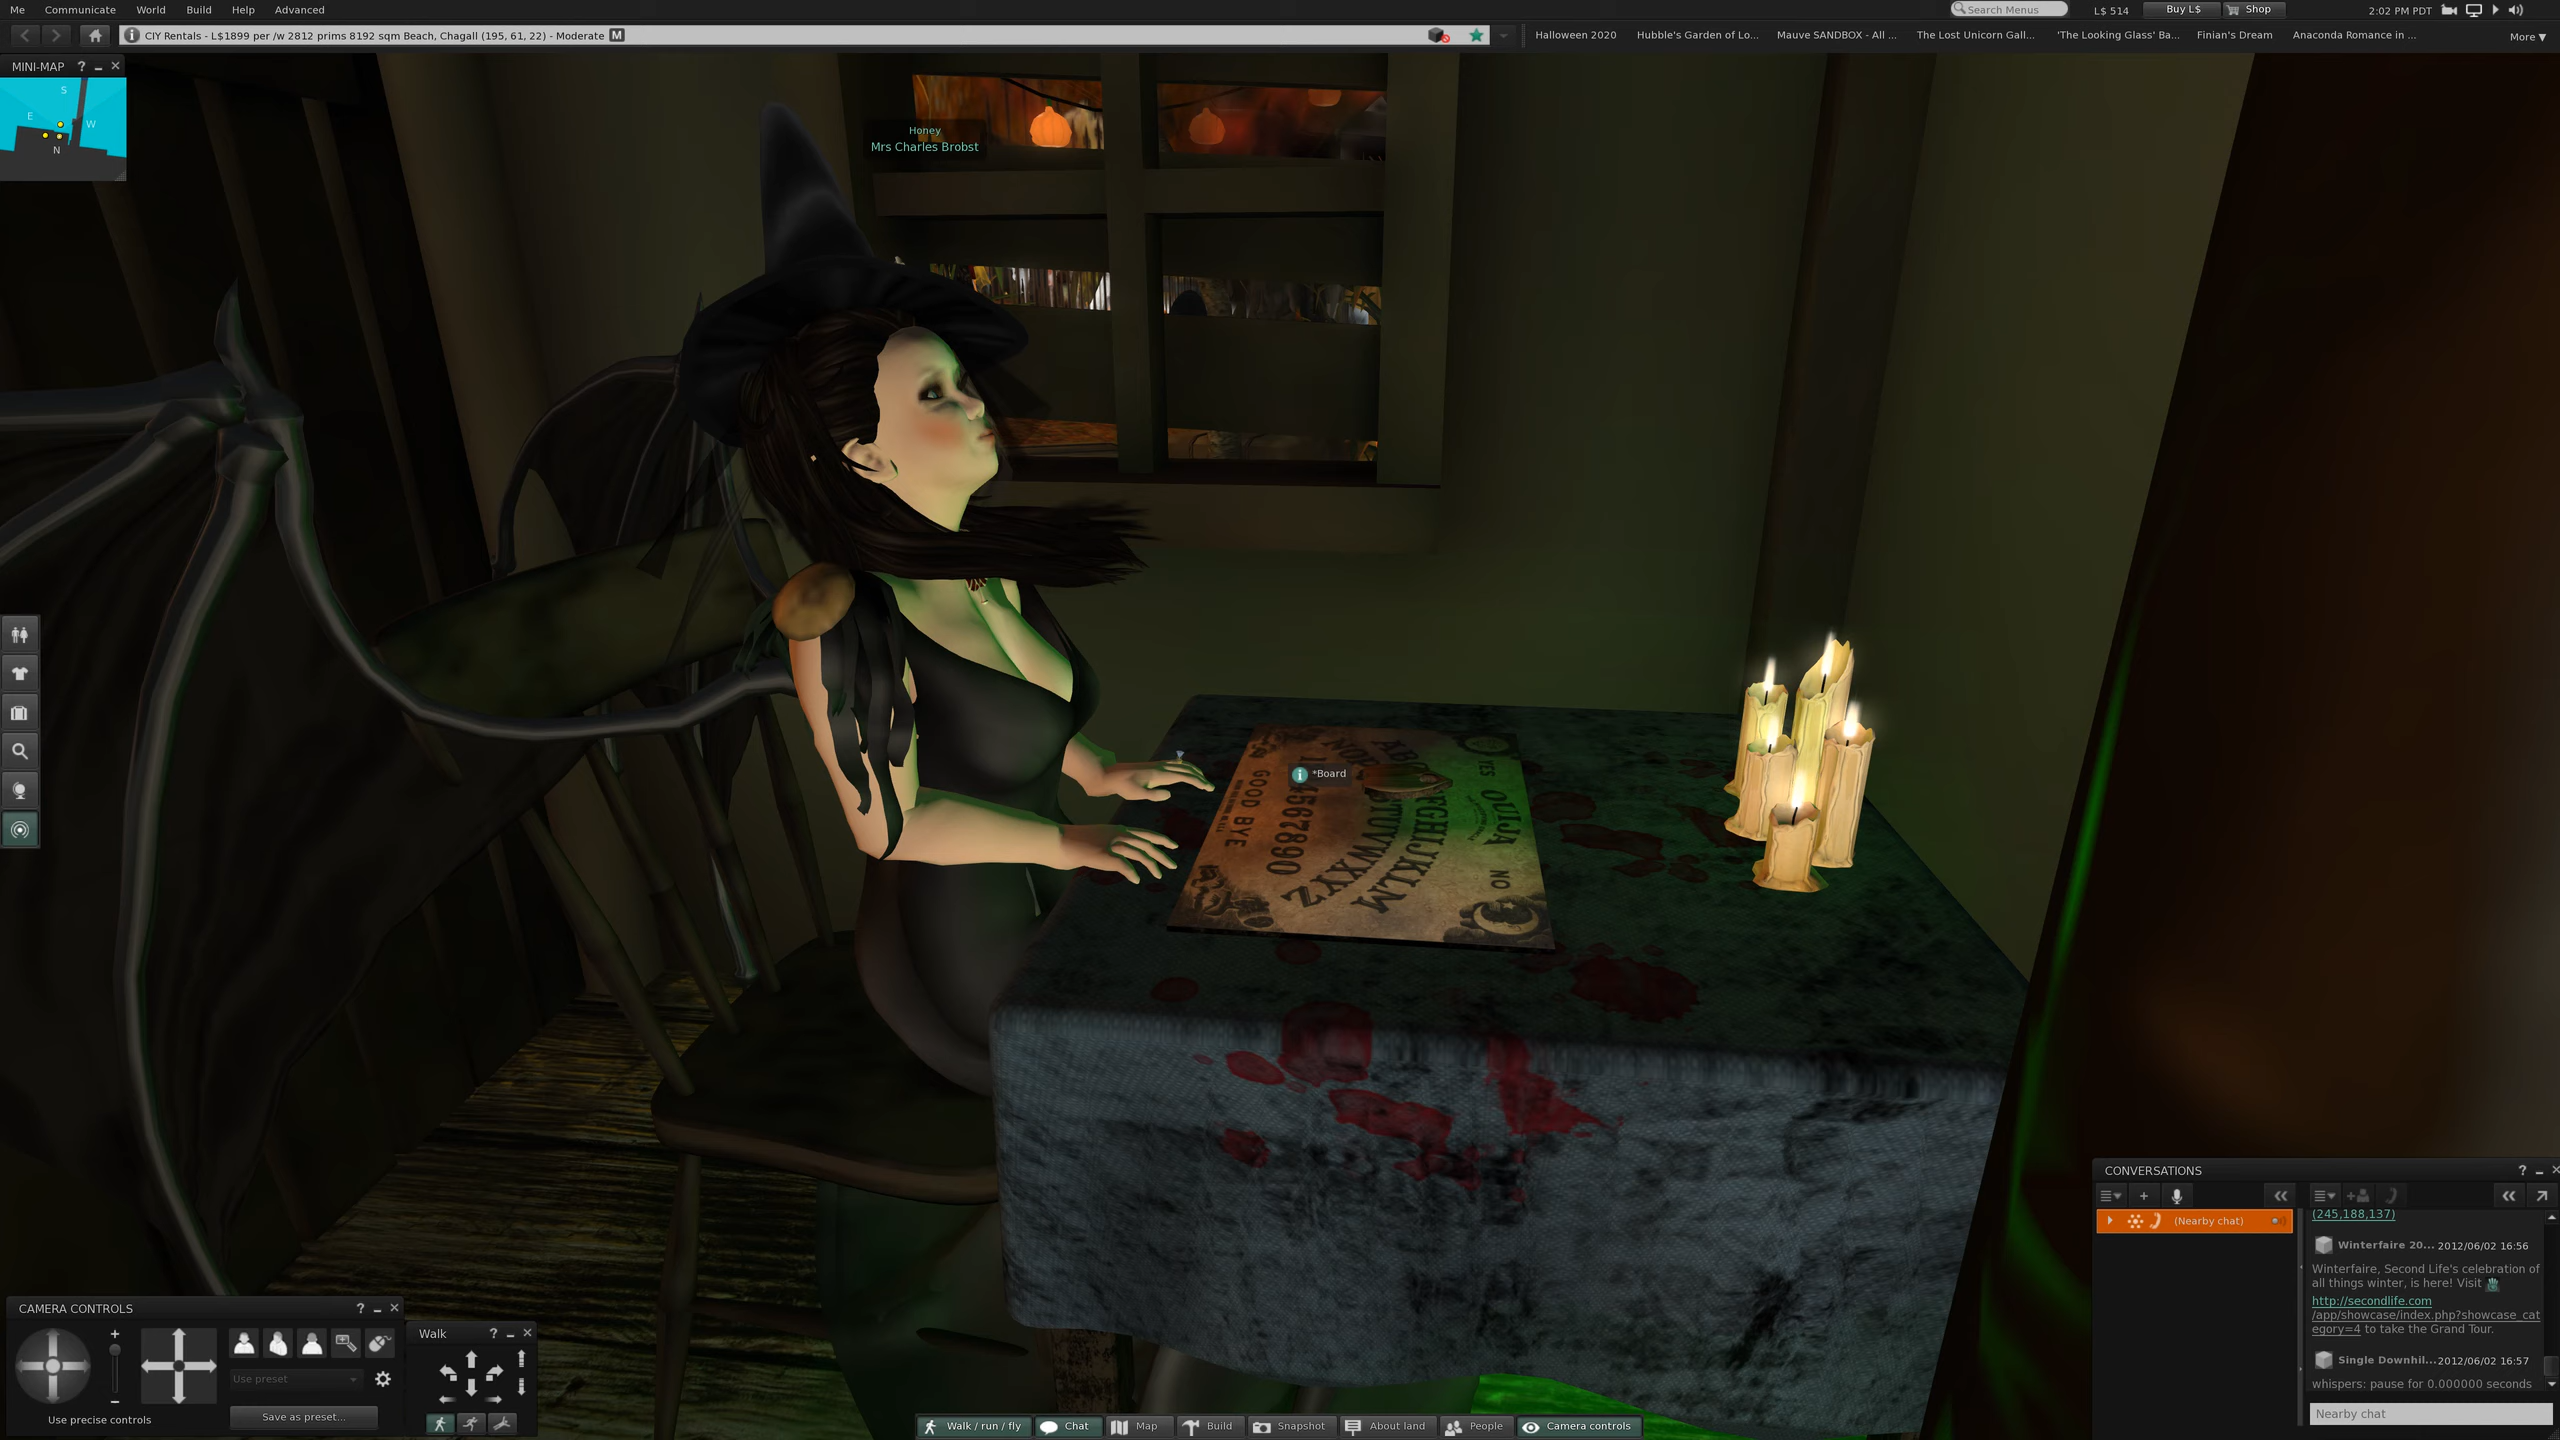 Me Communicate World Build Help Advanced
Search Menus L$ 514 Buy L$ Shop 2:02 PM PDT
CIY Rentals - L$1899 per /w 2812 prims 8192 sqm Beach, Chagall (195, 61, 22) - Moderate M
Halloween 2020 Hubble's Garden of Lo... Mauve SANDBOX - All ... The Lost Unicorn Gall... 'The Looking Glass' Ba... Finian's Dream Anaconda Romance in ... More
MINI-MAP ?
S
E W
N
Honey
Mrs Charles Brobst
*Board
YES
OUIJA
NO
FGHIJKLM
TUVWXYZ
4567890
GOOD BYE
CONVERSATIONS ?
(Nearby chat)
(245,188,137)
Winterfaire 20... 2012/06/02 16:56
Winterfaire, Second Life's celebration of
all things winter, is here! Visit
http://secondlife.com
/app/showcase/index.php?showcase_cat
egory=4 to take the Grand Tour.
Single Downhil... 2012/06/02 16:57
whispers: pause for 0.000000 seconds
Nearby chat
CAMERA CONTROLS ?
Use preset
Use precise controls
Save as preset...
Walk ?
Walk / run / fly Chat Map Build Snapshot About land People Camera controls